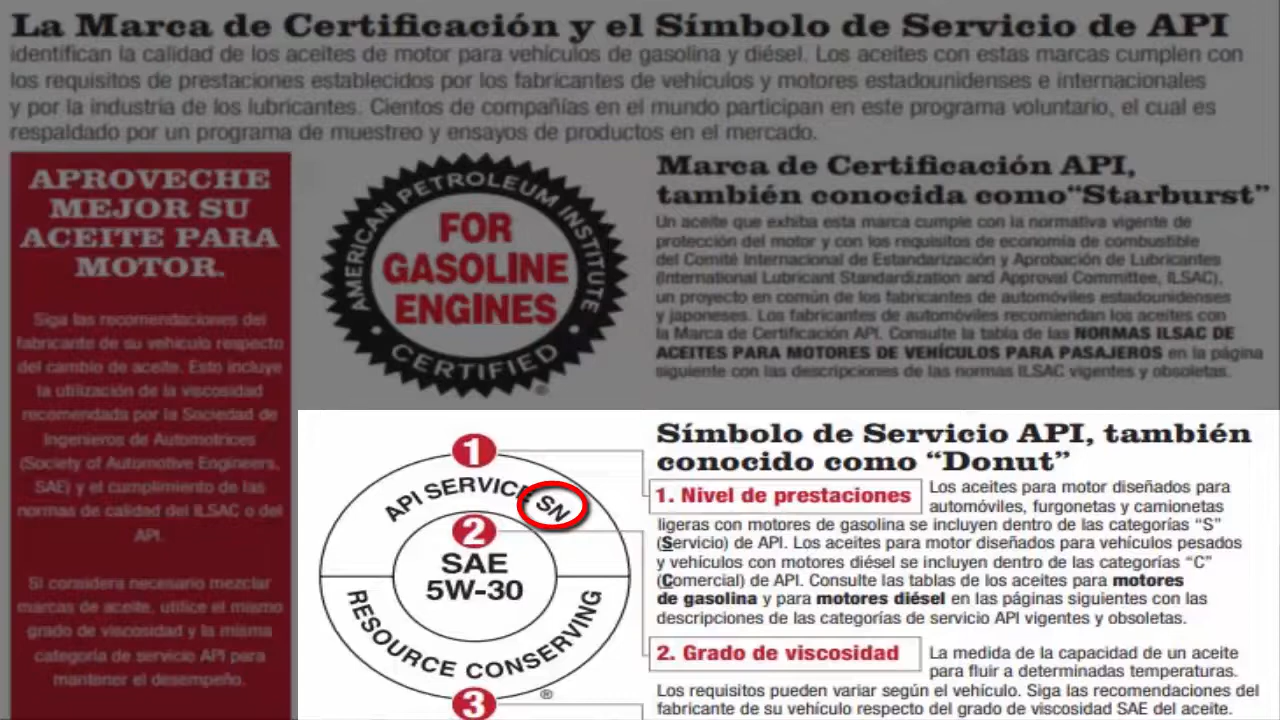 La Marca de Certificación y el Símbolo de Servicio de API
identifican la calidad de los aceites de motor para vehículos de gasolina y diésel. Los aceites con estas marcas cumplen con
los requisitos de prestaciones establecidos por los fabricantes de vehículos y motores estadounidenses e internacionales
y por la industria de los lubricantes. Cientos de compañías en el mundo participan en este programa voluntario, el cual es
respaldado por un programa de muestreo y ensayos de productos en el mercado.
APROVECHE
MEJOR SU
ACEITE PARA
MOTOR.
Siga las recomendaciones del
fabricante de su vehículo respecto
del cambio de aceite. Esto incluye
la utilización de la viscosidad
recomendada por la Sociedad de
Ingenieros de Automotrices
(Society of Automotive Engineers,
SAE) y el cumplimiento de las
normas de calidad del ILSAC o del
API.
Si considera necesario mezclar
marcas de aceite, utilice el mismo
grado de viscosidad y la misma
categoría de servicio API para
mantener el desempeño.
AMERICAN PETROLEUM INSTITUTE
FOR
GASOLINE
ENGINES
CERTIFIED
®
Marca de Certificación API,
también conocida como“Starburst”
Un aceite que exhiba esta marca cumple con la normativa vigente de
protección del motor y con los requisitos de economía de combustible
del Comité Internacional de Estandarización y Aprobación de Lubricantes
(International Lubricant Standardization and Approval Committee, ILSAC),
un proyecto en común de los fabricantes de automóviles estadounidenses
y japoneses. Los fabricantes de automóviles recomiendan los aceites con
la Marca de Certificación API. Consulte la tabla de las NORMAS ILSAC DE
ACEITES PARA MOTORES DE VEHÍCULOS PARA PASAJEROS en la página
siguiente con las descripciones de las normas ILSAC vigentes y obsoletas.
1
API SERVICE SN
2
SAE
5W-30
RESOURCE CONSERVING
®
3
Símbolo de Servicio API, también
conocido como “Donut”
1. Nivel de prestaciones Los aceites para motor diseñados para
automóviles, furgonetas y camionetas
ligeras con motores de gasolina se incluyen dentro de las categorías “S”
(Servicio) de API. Los aceites para motor diseñados para vehículos pesados
y vehículos con motores diésel se incluyen dentro de las categorías “C”
(Comercial) de API. Consulte las tablas de los aceites para motores
de gasolina y para motores diésel en las páginas siguientes con las
descripciones de las categorías de servicio API vigentes y obsoletas.
2. Grado de viscosidad La medida de la capacidad de un aceite
para fluir a determinadas temperaturas.
Los requisitos pueden variar según el vehículo. Siga las recomendaciones del
fabricante de su vehículo respecto del grado de viscosidad SAE del aceite.